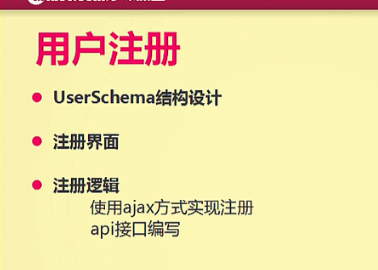 用户注册
UserSchema结构设计
注册界面
注册逻辑
使用ajax方式实现注册
api接口编写